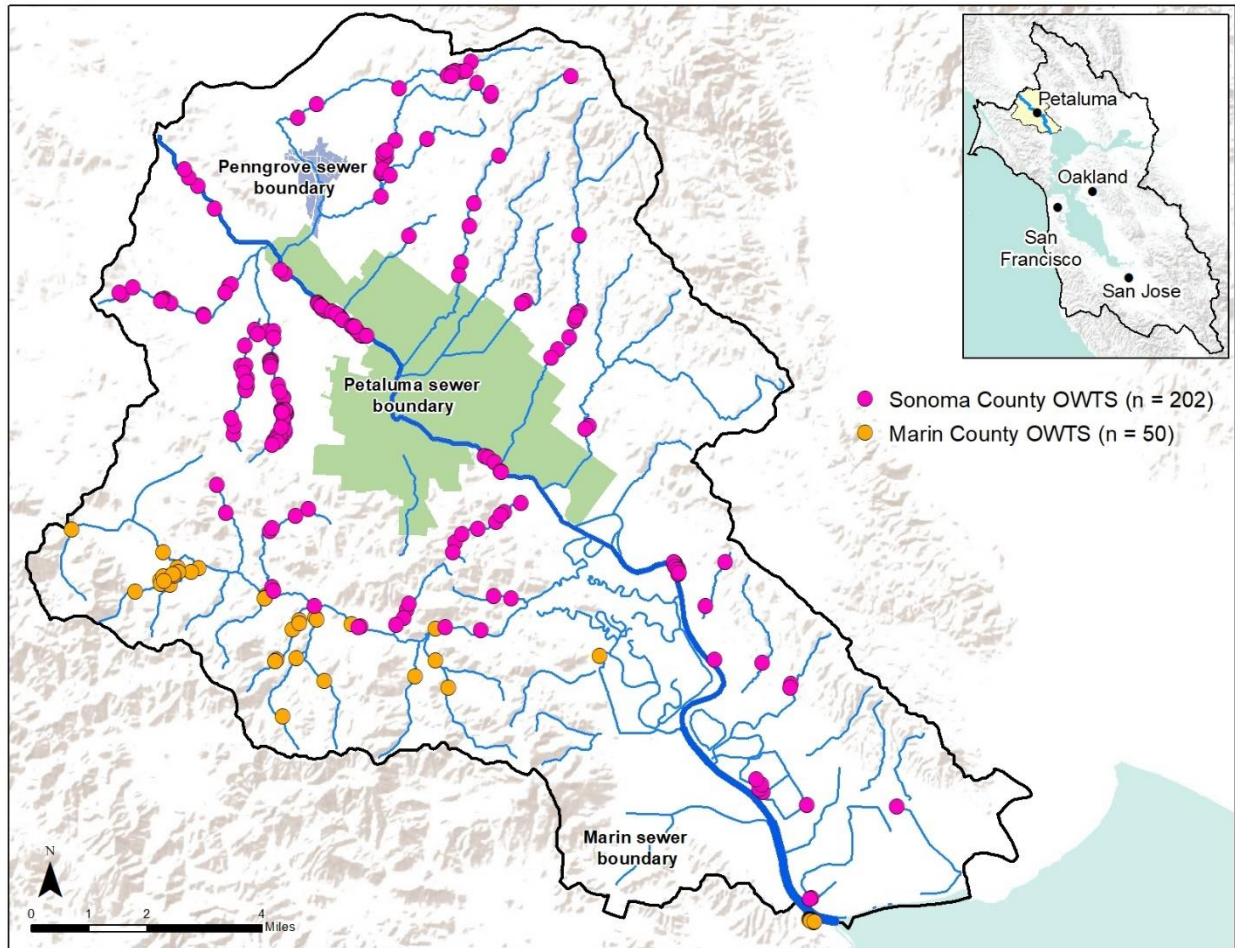 Petaluma
Oakland
San
Francisco
San Jose
Penngrove sewer
boundary
Sonoma County OWTS (n = 202)
Marin County OWTS (n = 50)
Petaluma sewer
boundary
Marin sewer
boundary
N
0 1 2 4
Miles